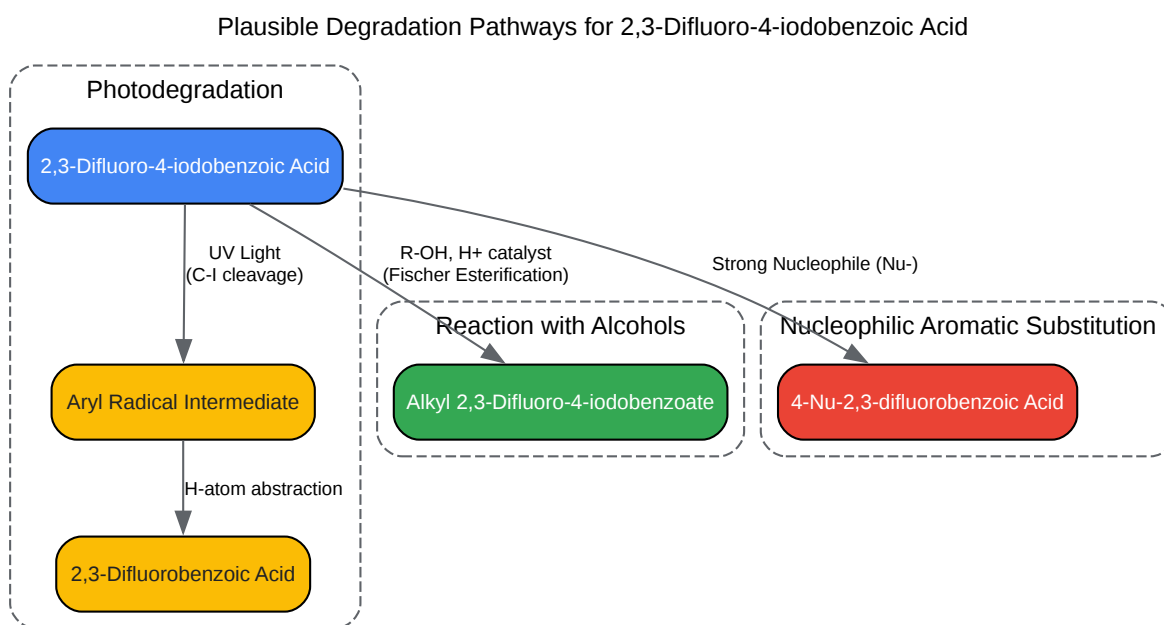 Plausible Degradation Pathways for 2,3-Difluoro-4-iodobenzoic Acid
Photodegradation
2,3-Difluoro-4-iodobenzoic Acid
UV Light
(C-I cleavage)
R-OH, H+ catalyst
(Fischer Esterification)
Strong Nucleophile (Nu-)
Reaction with Alcohols
Nucleophilic Aromatic Substitution
Aryl Radical Intermediate
Alkyl 2,3-Difluoro-4-iodobenzoate
4-Nu-2,3-difluorobenzoic Acid
H-atom abstraction
2,3-Difluorobenzoic Acid